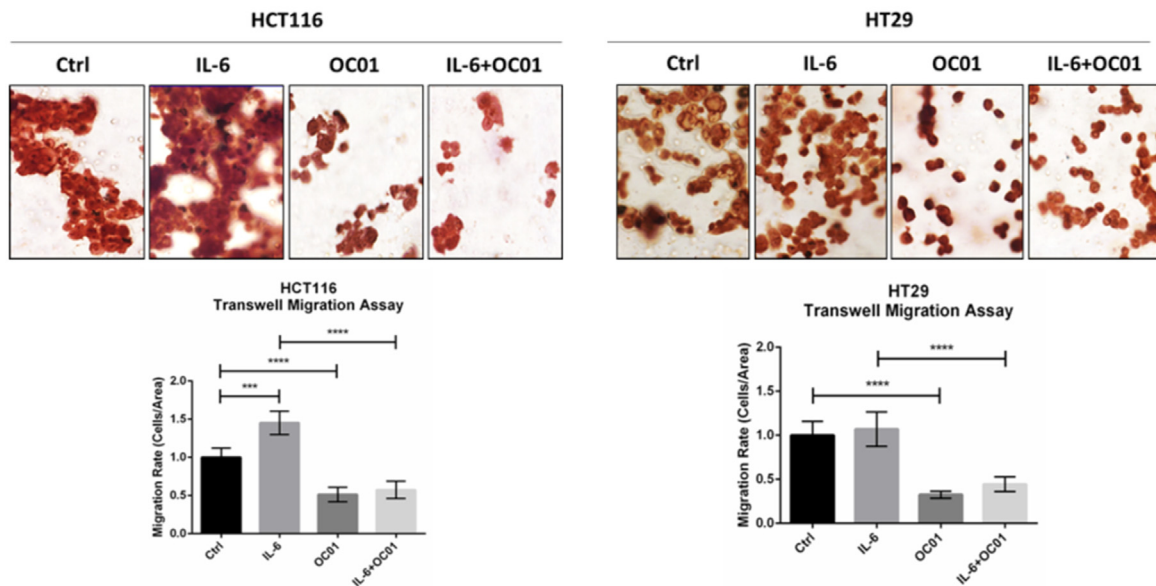 HCT116
Ctrl IL-6 OC01 IL-6+OC01
HT29
Ctrl IL-6 OC01 IL-6+OC01
HCT116
Transwell Migration Assay
****
****
***
Migration Rate (Cells/Area)
2.0
1.5
1.0
0.5
0.0
Ctrl
IL-6
OC01
IL-6+OC01
HT29
Transwell Migration Assay
****
****
Migration Rate (Cells/Area)
2.0
1.5
1.0
0.5
0.0
Ctrl
IL-6
OC01
IL-6+OC01